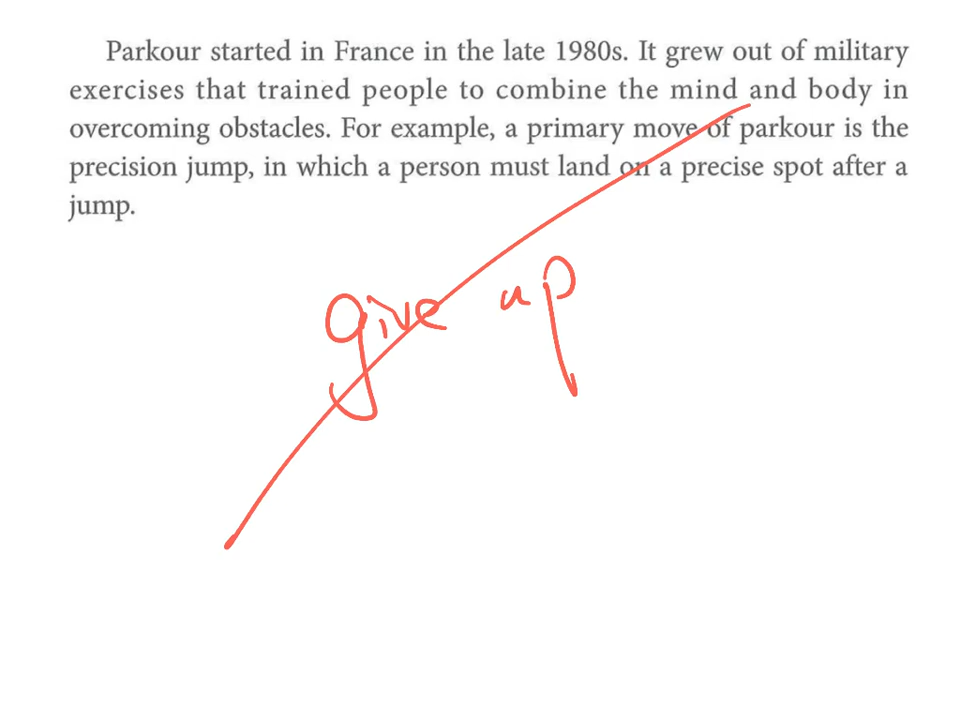 Parkour started in France in the late 1980s. It grew out of military
exercises that trained people to combine the mind and body in
overcoming obstacles. For example, a primary move of parkour is the
precision jump, in which a person must land on a precise spot after a
jump.
give up